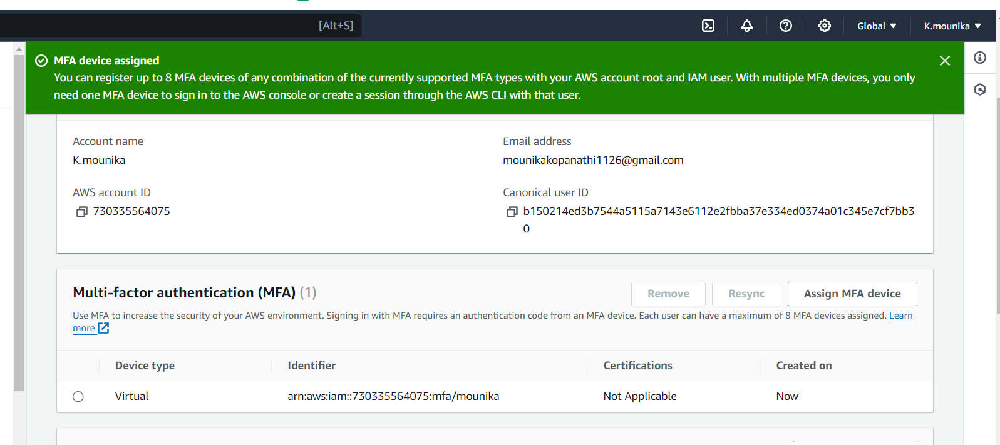 [Alt+S]
Global
K.mounika
MFA device assigned
You can register up to 8 MFA devices of any combination of the currently supported MFA types with your AWS account root and IAM user. With multiple MFA devices, you only
need one MFA device to sign in to the AWS console or create a session through the AWS CLI with that user.
Account name
K.mounika
Email address
mounikakopanathi1126@gmail.com
AWS account ID
730335564075
Canonical user ID
b150214ed3b7544a5115a7143e6112e2fbba37e334ed0374a01c345e7cf7bb3
0
Multi-factor authentication (MFA) (1)
Remove
Resync
Assign MFA device
Use MFA to increase the security of your AWS environment. Signing in with MFA requires an authentication code from an MFA device. Each user can have a maximum of 8 MFA devices assigned. Learn
more
Device type Identifier Certifications Created on
Virtual arn:aws:iam::730335564075:mfa/mounika Not Applicable Now